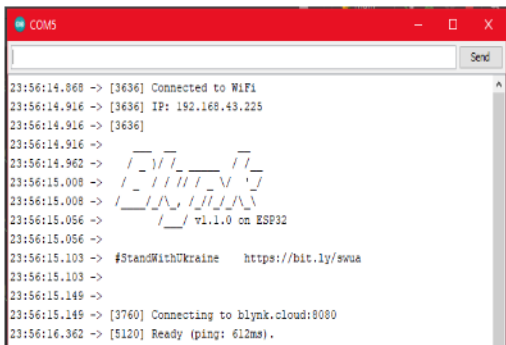 COM5
Send
23:56:14.868 -> [3636] Connected to WiFi
23:56:14.916 -> [3636] IP: 192.168.43.225
23:56:14.916 -> [3636]
23:56:14.916 ->
23:56:14.962 ->
23:56:15.008 ->
23:56:15.008 ->
23:56:15.056 -> v1.1.0 on ESP32
23:56:15.056 ->
23:56:15.103 -> #StandWithUkraine https://bit.ly/swua
23:56:15.103 ->
23:56:15.149 ->
23:56:15.149 -> [3760] Connecting to blynk.cloud:8080
23:56:16.362 -> [5120] Ready (ping: 612ms).